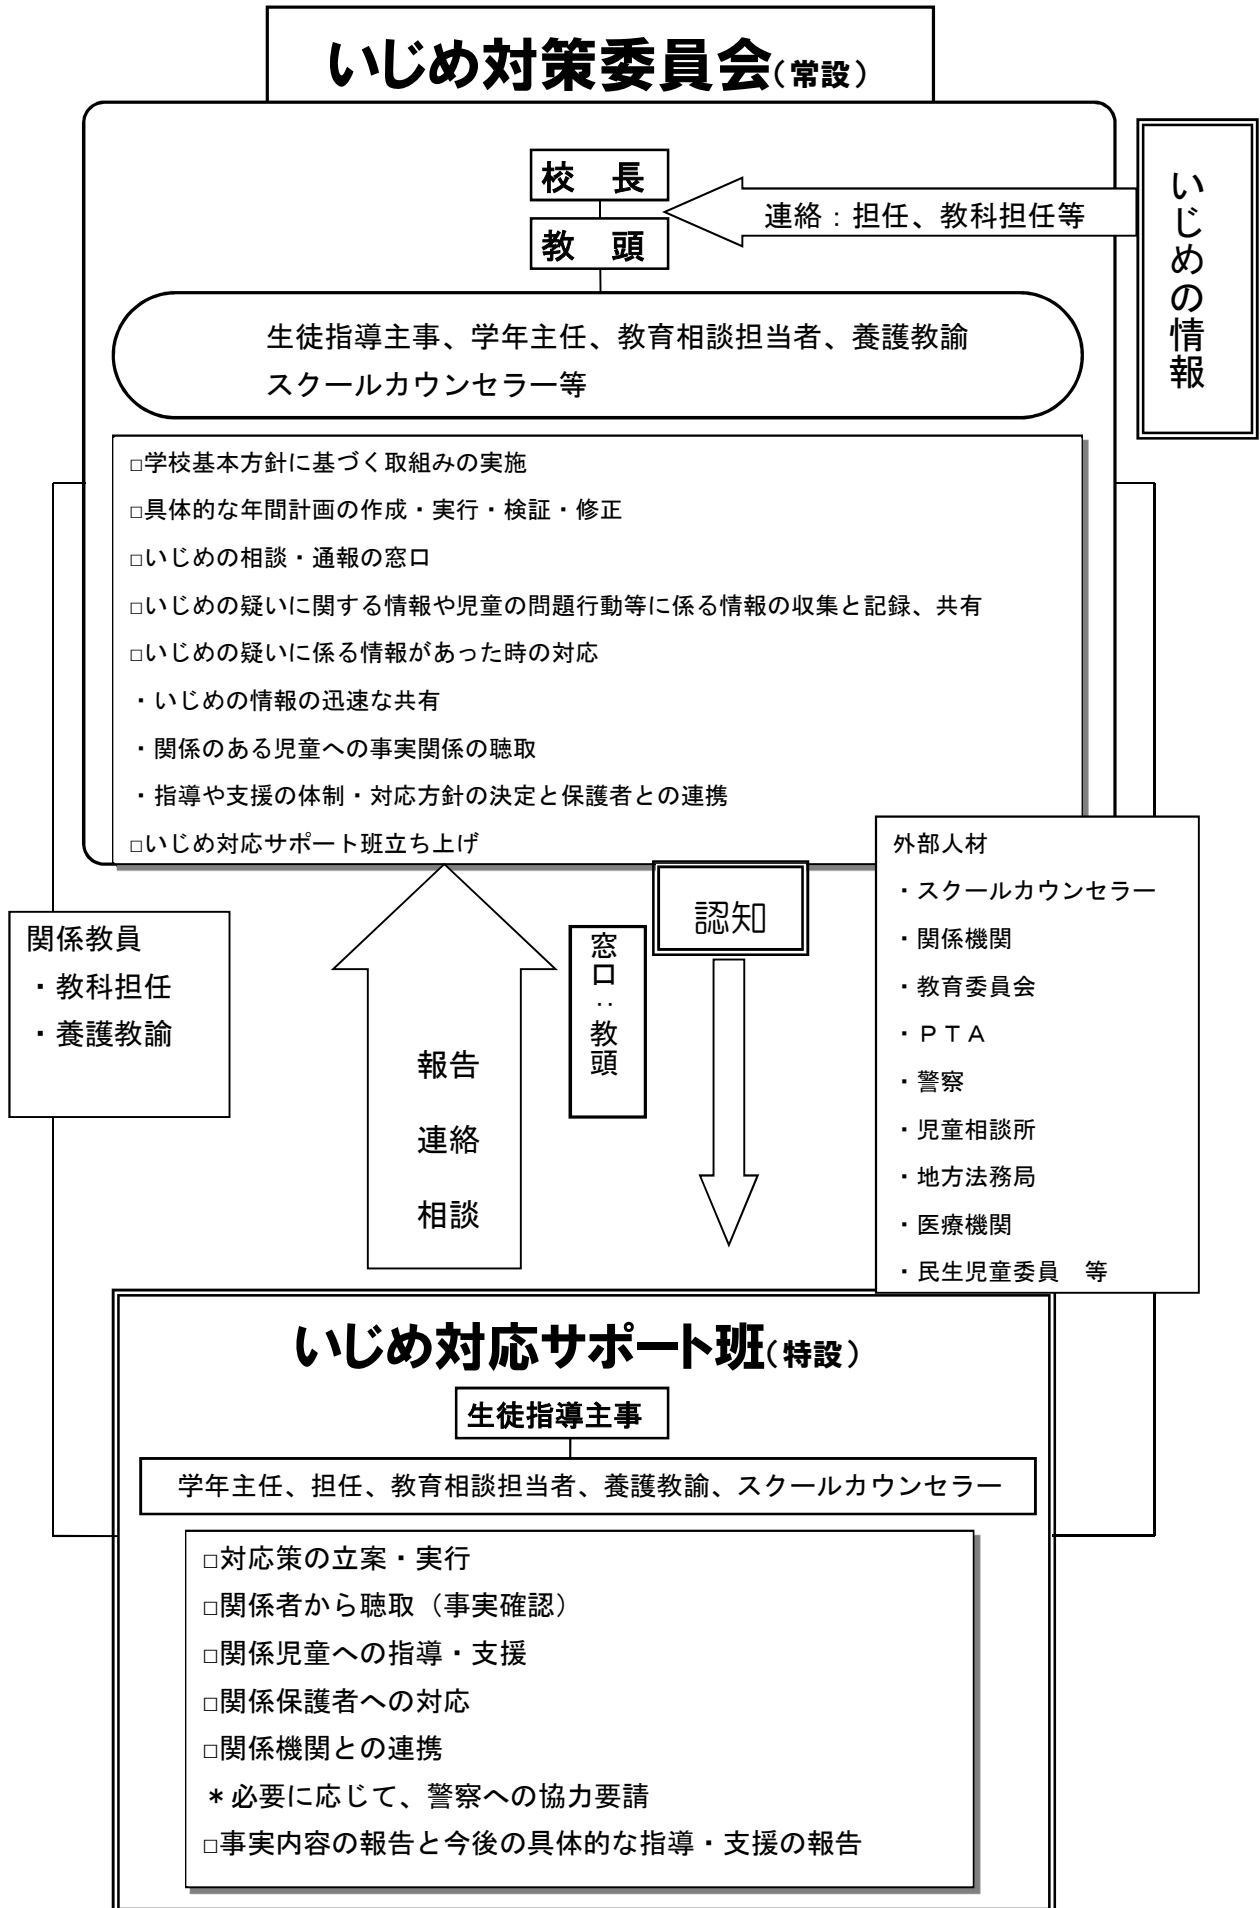 いじめ対策委員会（常設）
校　長
教　頭
連絡：担任、教科担任等
いじめの情報
生徒指導主事、学年主任、教育相談担当者、養護教諭
スクールカウンセラー等
□学校基本方針に基づく取組みの実施
□具体的な年間計画の作成・実行・検証・修正
□いじめの相談・通報の窓口
□いじめの疑いに関する情報や児童の問題行動等に係る情報の収集と記録、共有
□いじめの疑いに係る情報があった時の対応
・いじめの情報の迅速な共有
・関係のある児童への事実関係の聴取
・指導や支援の体制・対応方針の決定と保護者との連携
□いじめ対応サポート班立ち上げ
関係教員
・教科担任
・養護教諭
報告
連絡
相談
窓口：教頭
認知
外部人材
・スクールカウンセラー
・関係機関
・教育委員会
・ＰＴＡ
・警察
・児童相談所
・地方法務局
・医療機関
・民生児童委員　等
いじめ対応サポート班（特設）
生徒指導主事
学年主任、担任、教育相談担当者、養護教諭、スクールカウンセラー
□対応策の立案・実行
□関係者から聴取（事実確認）
□関係児童への指導・支援
□関係保護者への対応
□関係機関との連携
＊必要に応じて、警察への協力要請
□事実内容の報告と今後の具体的な指導・支援の報告